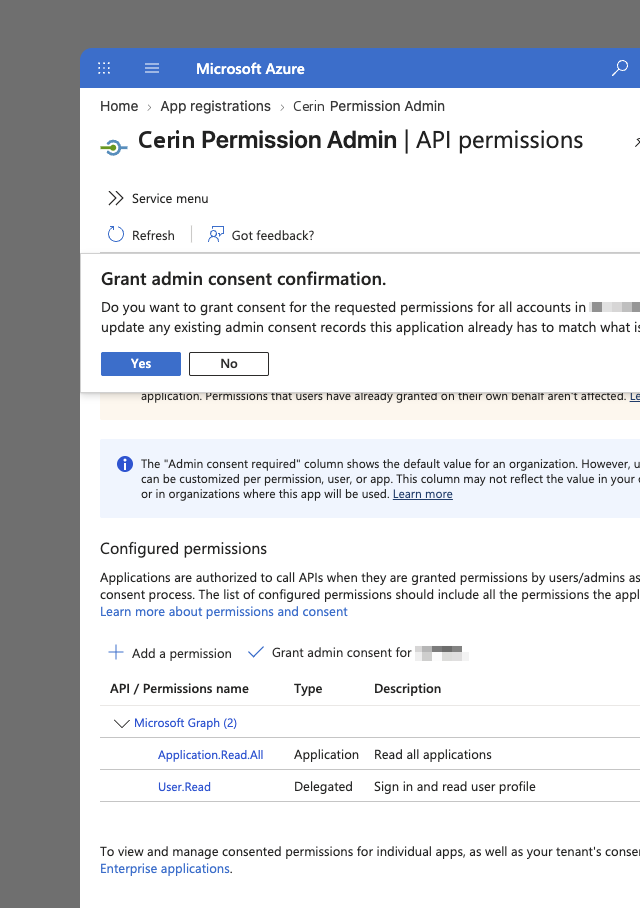 Microsoft Azure
Home > App registrations > Cerin Permission Admin
Cerin Permission Admin | API permissions
Service menu
Refresh | Got feedback?
Grant admin consent confirmation.
Do you want to grant consent for the requested permissions for all accounts in
update any existing admin consent records this application already has to match what is
Yes No
application. Permissions that users have already granted on their own behalf aren't affected. Le
The "Admin consent required" column shows the default value for an organization. However, u
can be customized per permission, user, or app. This column may not reflect the value in your
or in organizations where this app will be used. Learn more
Configured permissions
Applications are authorized to call APIs when they are granted permissions by users/admins as
consent process. The list of configured permissions should include all the permissions the appl
Learn more about permissions and consent
Add a permission Grant admin consent for
API / Permissions name Type Description
Microsoft Graph (2)
Application.Read.All Application Read all applications
User.Read Delegated Sign in and read user profile
To view and manage consented permissions for individual apps, as well as your tenant's conse
Enterprise applications.